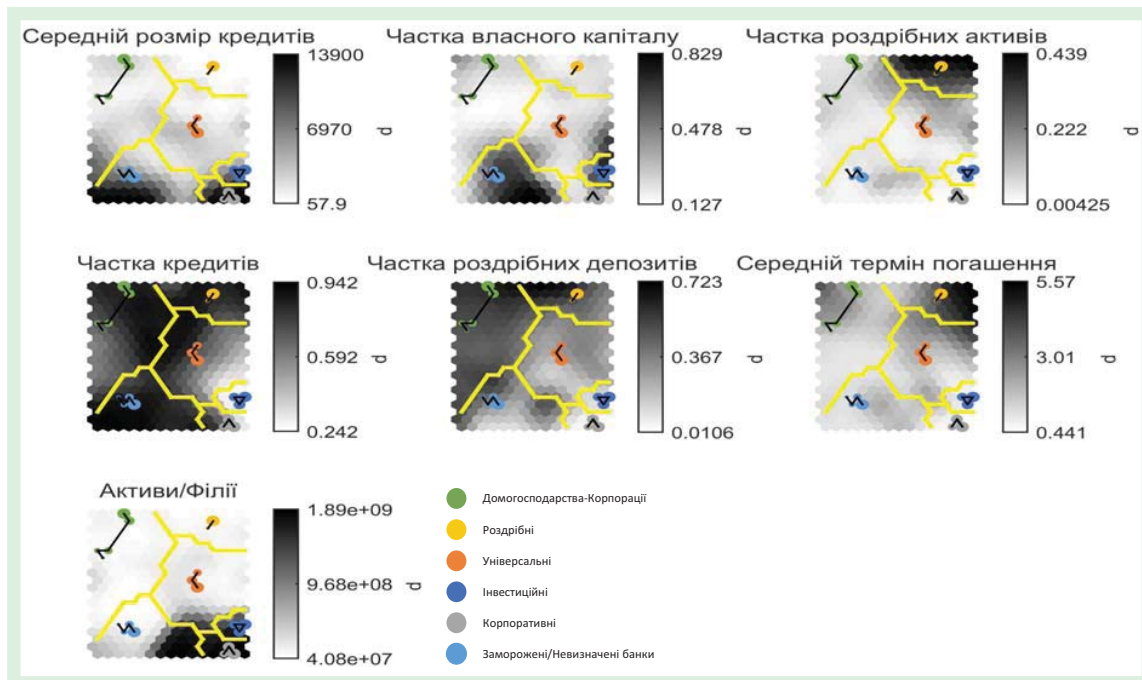 Середній розмір кредитів
13900
6970
57.9
d
Частка власного капіталу
0.829
0.478
0.127
d
Частка роздрібних активів
0.439
0.222
0.00425
d
Частка кредитів
0.942
0.592
0.242
d
Частка роздрібних депозитів
0.723
0.367
0.0106
d
Середній термін погашення
5.57
3.01
0.441
d
Активи/Філії
1.89e+09
9.68e+08
4.08e+07
d
Домогосподарства-Корпорації
Роздрібні
Універсальні
Інвестиційні
Корпоративні
Заморожені/Невизначені банки